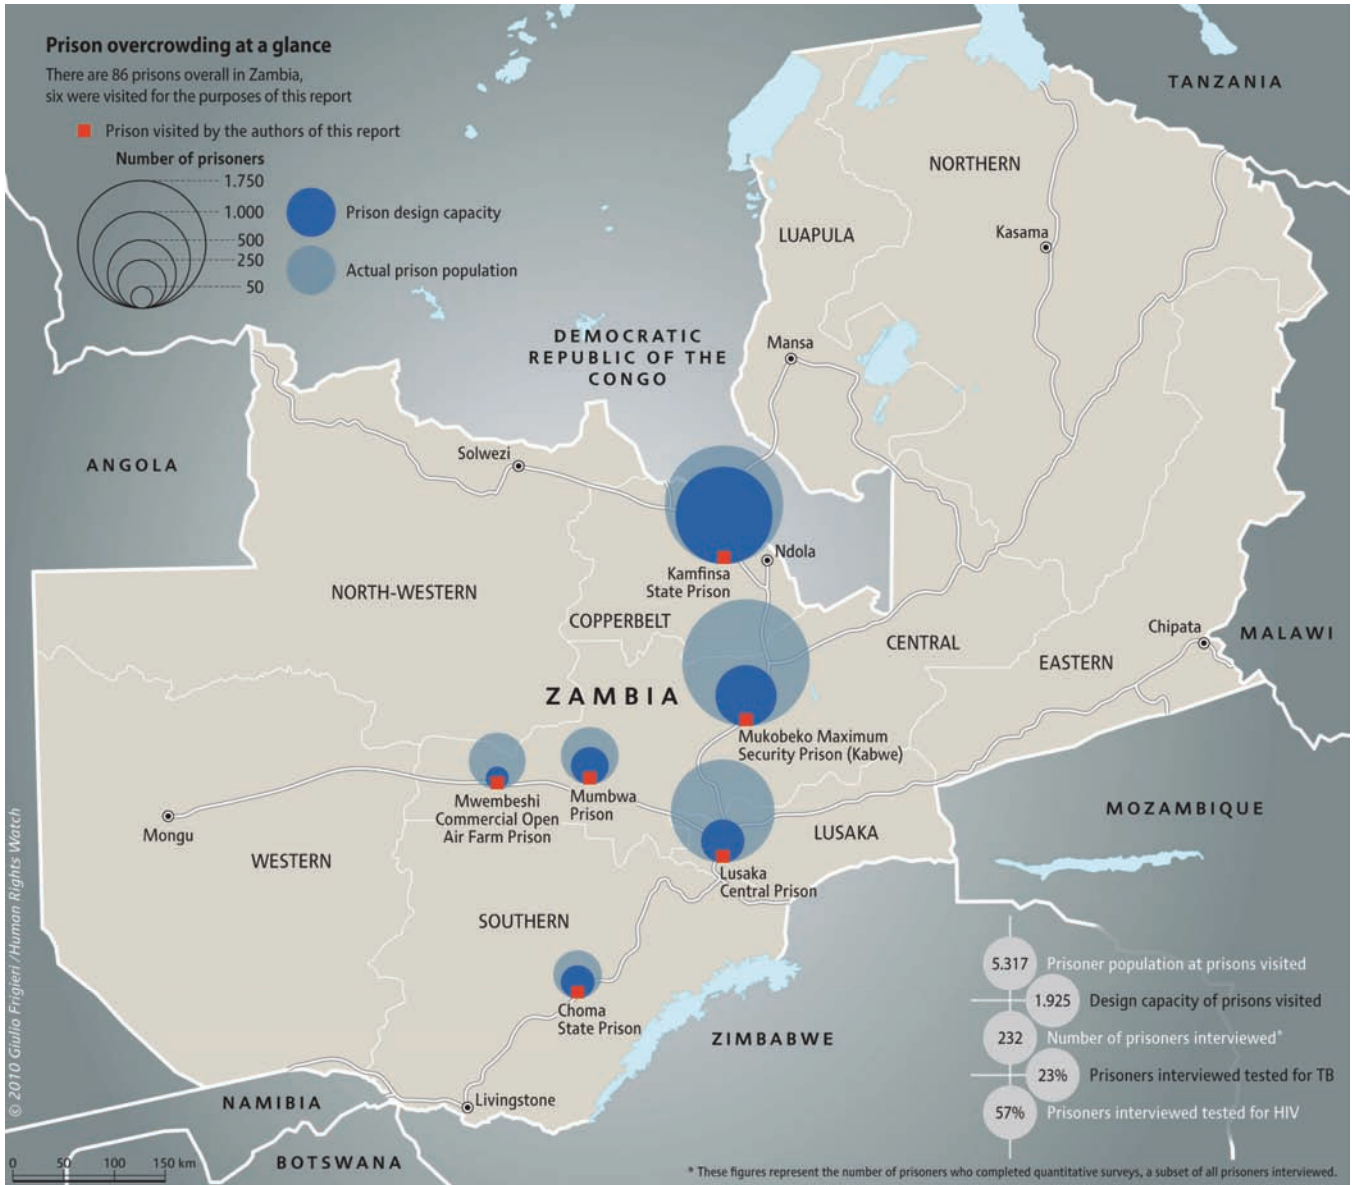 Prison overcrowding at a glance
There are 86 prisons overall in Zambia,
six were visited for the purposes of this report
Prison visited by the authors of this report
Number of prisoners
1.750
1.000
500
250
50
Prison design capacity
Actual prison population
TANZANIA
NORTHERN
LUAPULA
Kasama
DEMOCRATIC
REPUBLIC OF THE
CONGO
Mansa
ANGOLA
Solwezi
Ndola
Kamfinsa
State Prison
NORTH-WESTERN
COPPERBELT
CENTRAL
Chipata
MALAWI
EASTERN
ZAMBIA
Mukobeko Maximum
Security Prison (Kabwe)
Mwembeshi
Commercial Open
Air Farm Prison
Mumbwa
Prison
Mongu
LUSAKA
MOZAMBIQUE
WESTERN
Lusaka
Central Prison
SOUTHERN
Choma
State Prison
ZIMBABWE
Livingstone
NAMIBIA
BOTSWANA
5.317 Prisoner population at prisons visited
1.925 Design capacity of prisons visited
232 Number of prisoners interviewed*
23% Prisoners interviewed tested for TB
57% Prisoners interviewed tested for HIV
0 50 100 150 km
* These figures represent the number of prisoners who completed quantitative surveys, a subset of all prisoners interviewed.
© 2010 Giulio Frigieri /Human Rights Watch